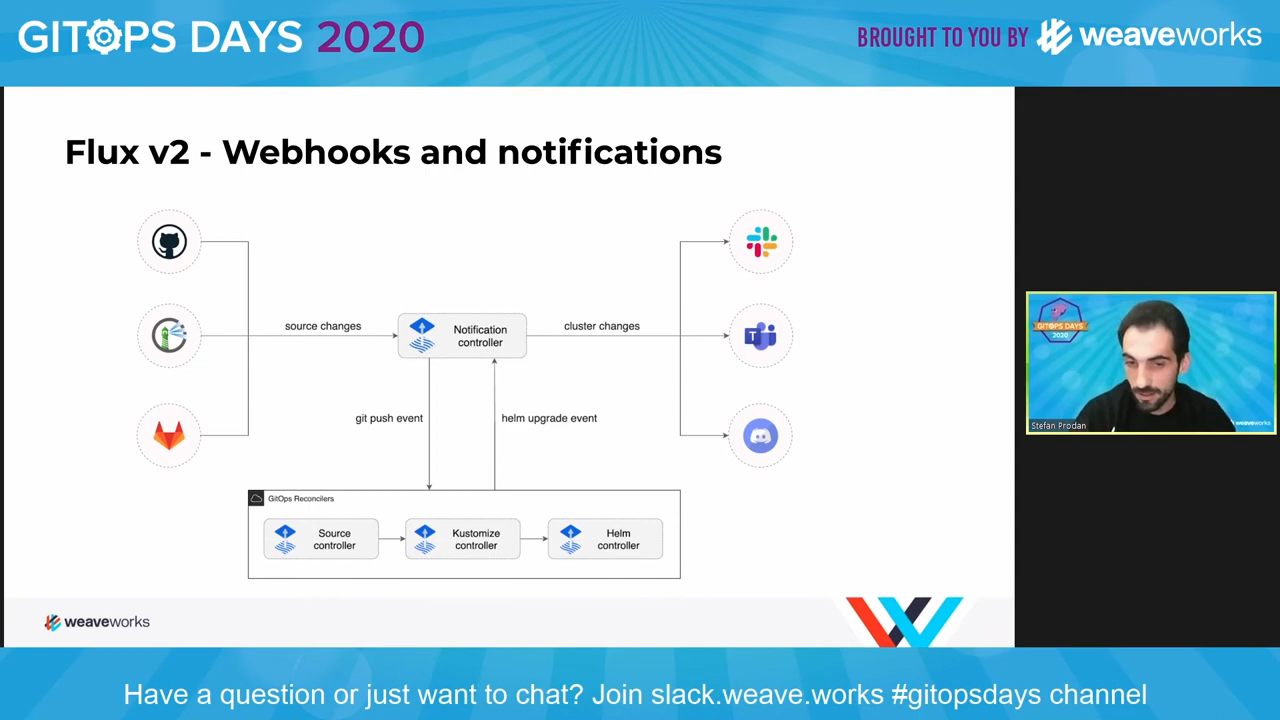 GITOPS DAYS 2020
BROUGHT TO YOU BY weaveworks
Flux v2 - Webhooks and notifications
source changes
Notification
controller
cluster changes
T
git push event
helm upgrade event
GitOps Reconcilers
Source
controller
Kustomize
controller
Helm
controller
GITOPS DAYS
2020
Stefan Prodan
weaveworks
weaveworks
Have a question or just want to chat? Join slack.weave.works #gitopsdays channel